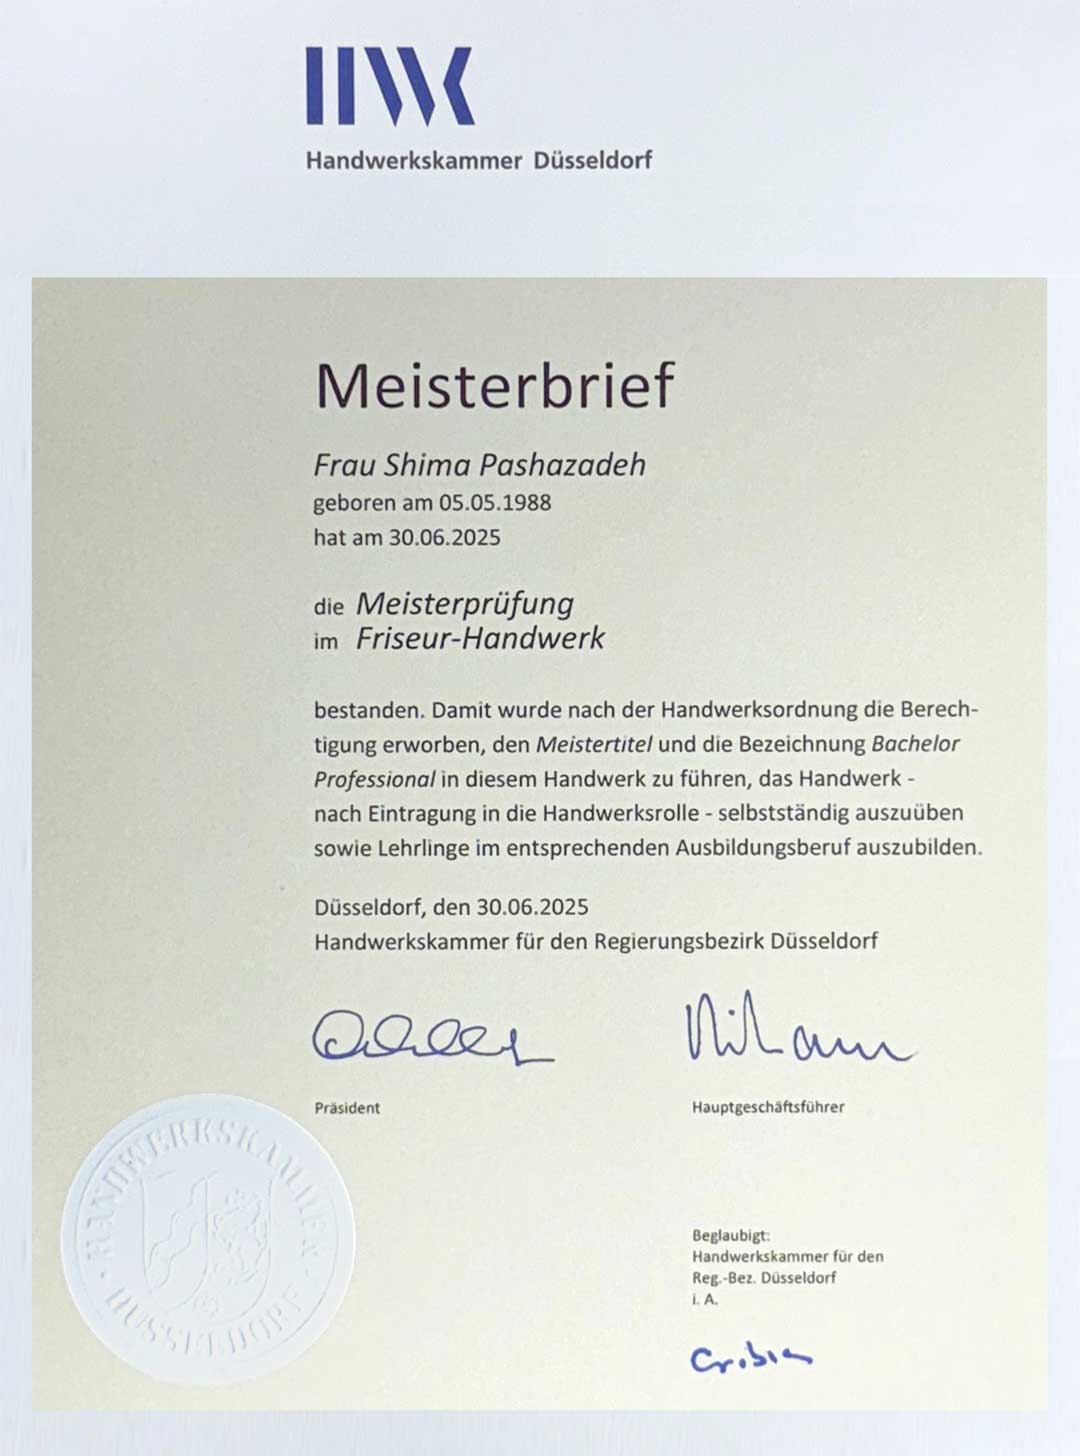 HWK
Handwerkskammer Düsseldorf
Meisterbrief
Frau Shima Pashazadeh
geboren am 05.05.1988
hat am 30.06.2025
die Meisterprüfung
im Friseur-Handwerk
bestanden. Damit wurde nach der Handwerksordnung die Berech-
tigung erworben, den Meistertitel und die Bezeichnung Bachelor
Professional in diesem Handwerk zu führen, das Handwerk -
nach Eintragung in die Handwerksrolle - selbstständig auszuüben
sowie Lehrlinge im entsprechenden Ausbildungsberuf auszubilden.
Düsseldorf, den 30.06.2025
Handwerkskammer für den Regierungsbezirk Düsseldorf
Präsident
Hauptgeschäftsführer
HANDWERKSKAMMER
DÜSSELDORF
Beglaubigt:
Handwerkskammer für den
Reg.-Bez. Düsseldorf
i. A.